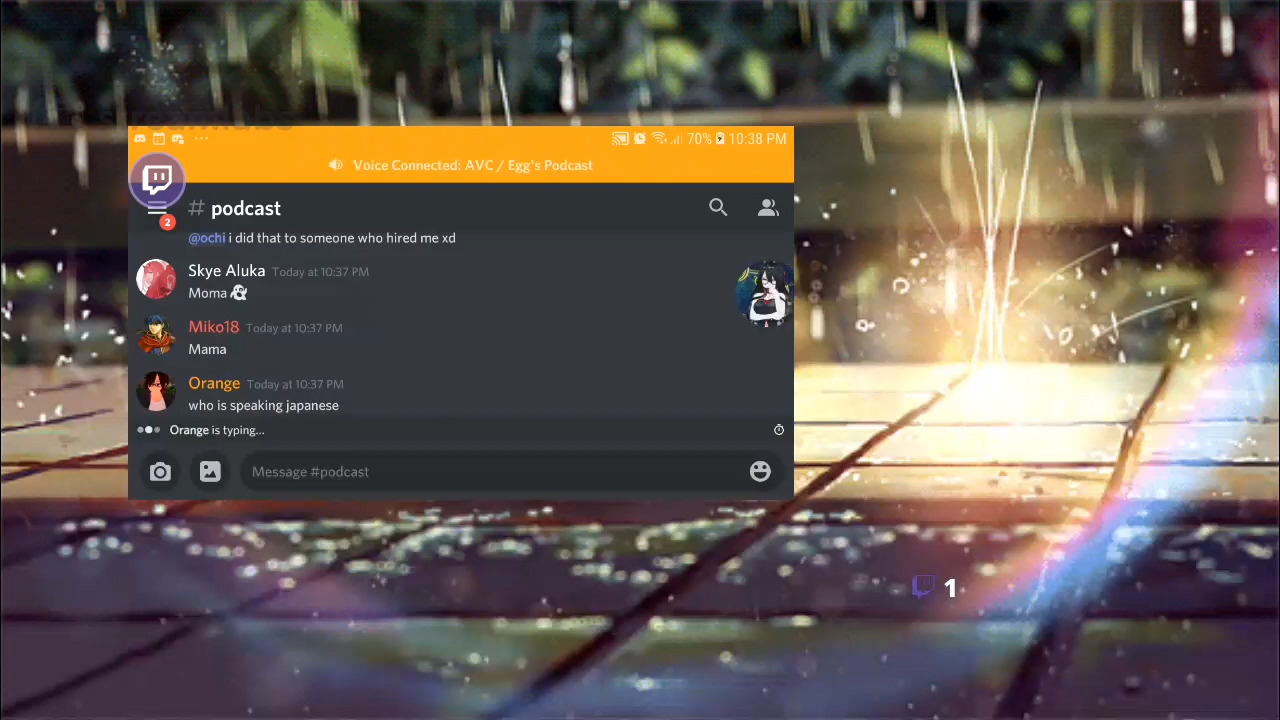 70% 10:38 PM
Voice Connected: AVC / Egg's Podcast
# podcast
2
@ochi i did that to someone who hired me xd
Skye Aluka Today at 10:37 PM
Moma
Miko18 Today at 10:37 PM
Mama
Orange Today at 10:37 PM
who is speaking japanese
Orange is typing...
Message #podcast
1